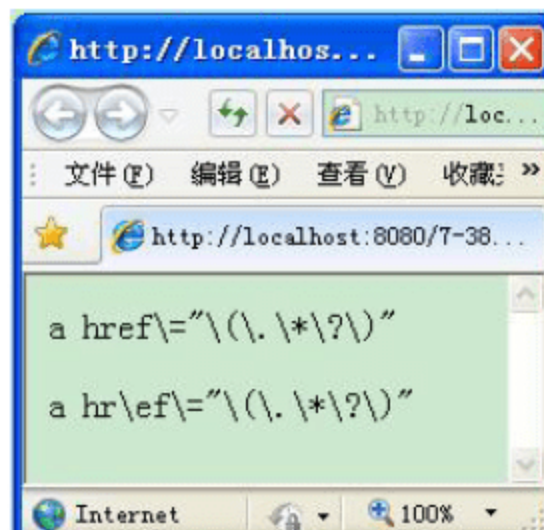 http://localhos...
http://loc...
文件(F) 编辑(E) 查看(V) 收藏 »
http://localhost:8080/7-38...
a href\="\(\.\*\?\)"
a hr\ef\="\(\.\*\?\)"
Internet 100%